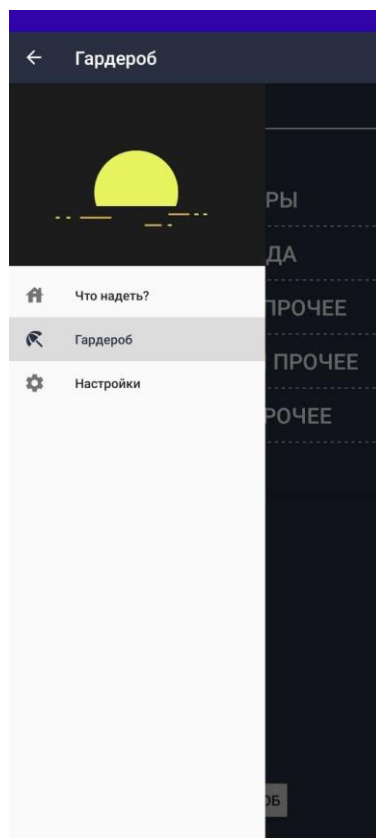 Гардероб
РЫ
ДА
Что надеть?
ПРОЧЕЕ
Гардероб
ПРОЧЕЕ
Настройки
РОЧЕЕ
ОБ